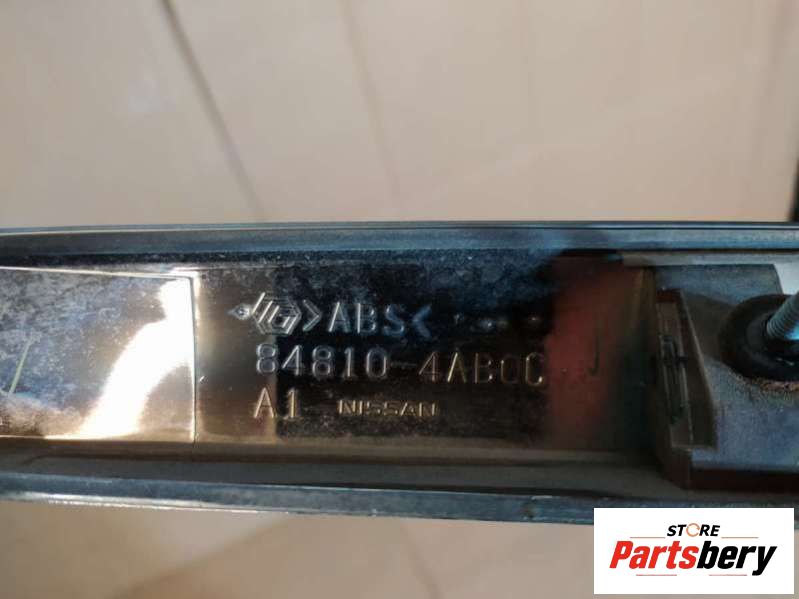 >ABS<
84810-4AB0C
A1 NISSAN
STORE
Partsbery